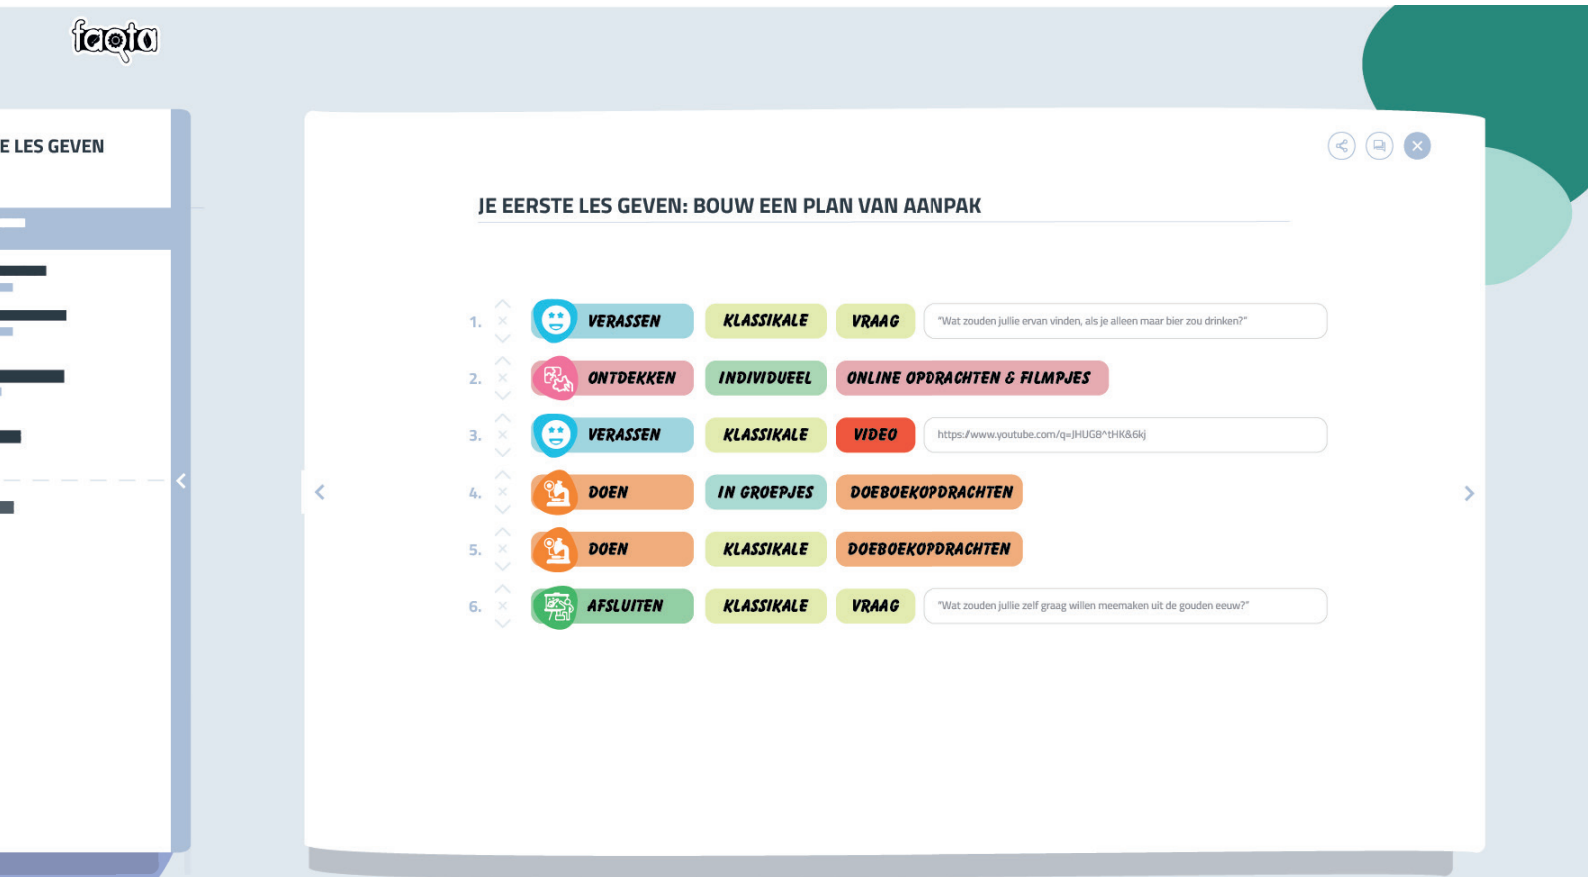 faqta
E LES GEVEN
JE EERSTE LES GEVEN: BOUW EEN PLAN VAN AANPAK
1. VERASSEN KLASSIKALE VRAAG "Wat zouden jullie ervan vinden, als je alleen maar bier zou drinken?"
2. ONTDEKKEN INDIVIDUEEL ONLINE OPDRACHTEN & FILMPJES
3. VERASSEN KLASSIKALE VIDEO https://www.youtube.com/q=JHUG8^tHK&6kj
4. DOEN IN GROEPJES DOEBOEKOPDRACHTEN
5. DOEN KLASSIKALE DOEBOEKOPDRACHTEN
6. AFSLUITEN KLASSIKALE VRAAG "Wat zouden jullie zelf graag willen meemaken uit de gouden eeuw?"